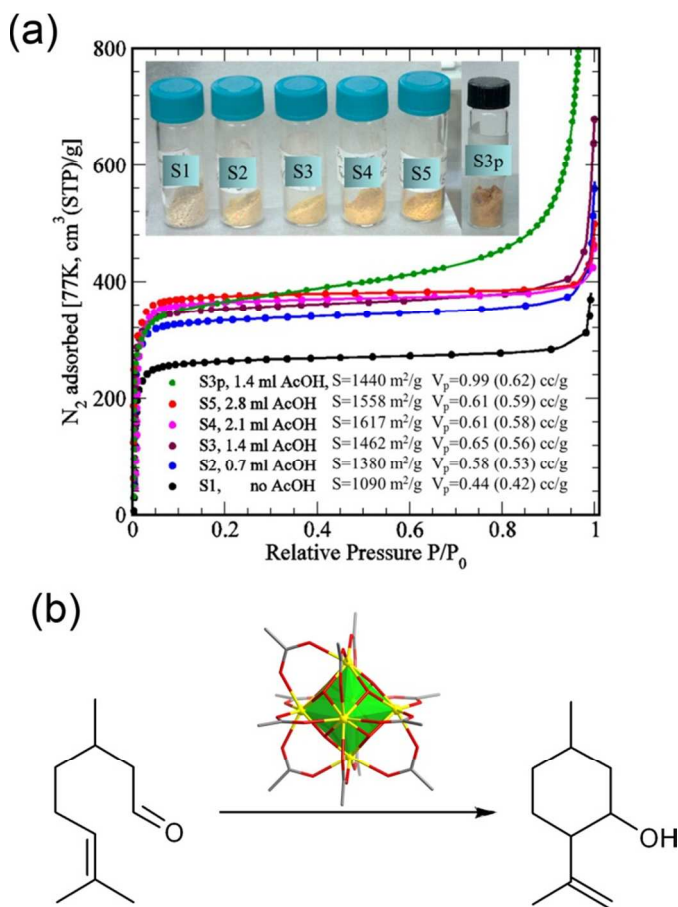 (a)
800
600
400
200
0
N2 adsorbed [77K, cm3(STP)/g]
S1 S2 S3 S4 S5 S3p
S3p, 1.4 ml AcOH, S=1440 m2/g Vp=0.99 (0.62) cc/g
S5, 2.8 ml AcOH S=1558 m2/g Vp=0.61 (0.59) cc/g
S4, 2.1 ml AcOH S=1617 m2/g Vp=0.61 (0.58) cc/g
S3, 1.4 ml AcOH S=1462 m2/g Vp=0.65 (0.56) cc/g
S2, 0.7 ml AcOH S=1380 m2/g Vp=0.58 (0.53) cc/g
S1, no AcOH S=1090 m2/g Vp=0.44 (0.42) cc/g
0 0.2 0.4 0.6 0.8 1
Relative Pressure P/P0
(b)
O
OH